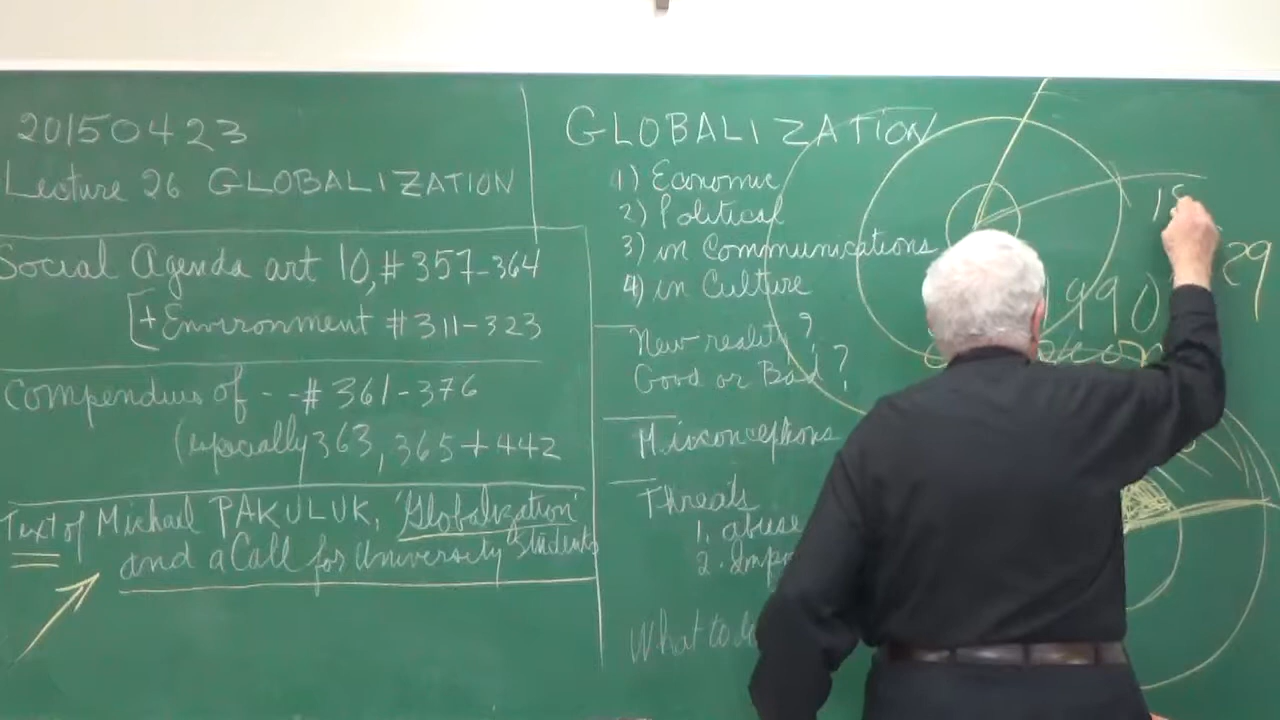 20150423
Lecture 26 GLOBALIZATION
Social Agenda art 10, #357-364
[+Environment #311-323
Compendium of - - # 361-376
(especially 363, 365+442
Text of Michael PAKULUK, 'Globalization'
and a Call for University Students
GLOBALIZATION
1) Economic
2) Political
3) in Communications
4) in Culture
New reality?
Good or Bad?
Misconceptions
Threats
1. abuse
2.
What to do
29
990